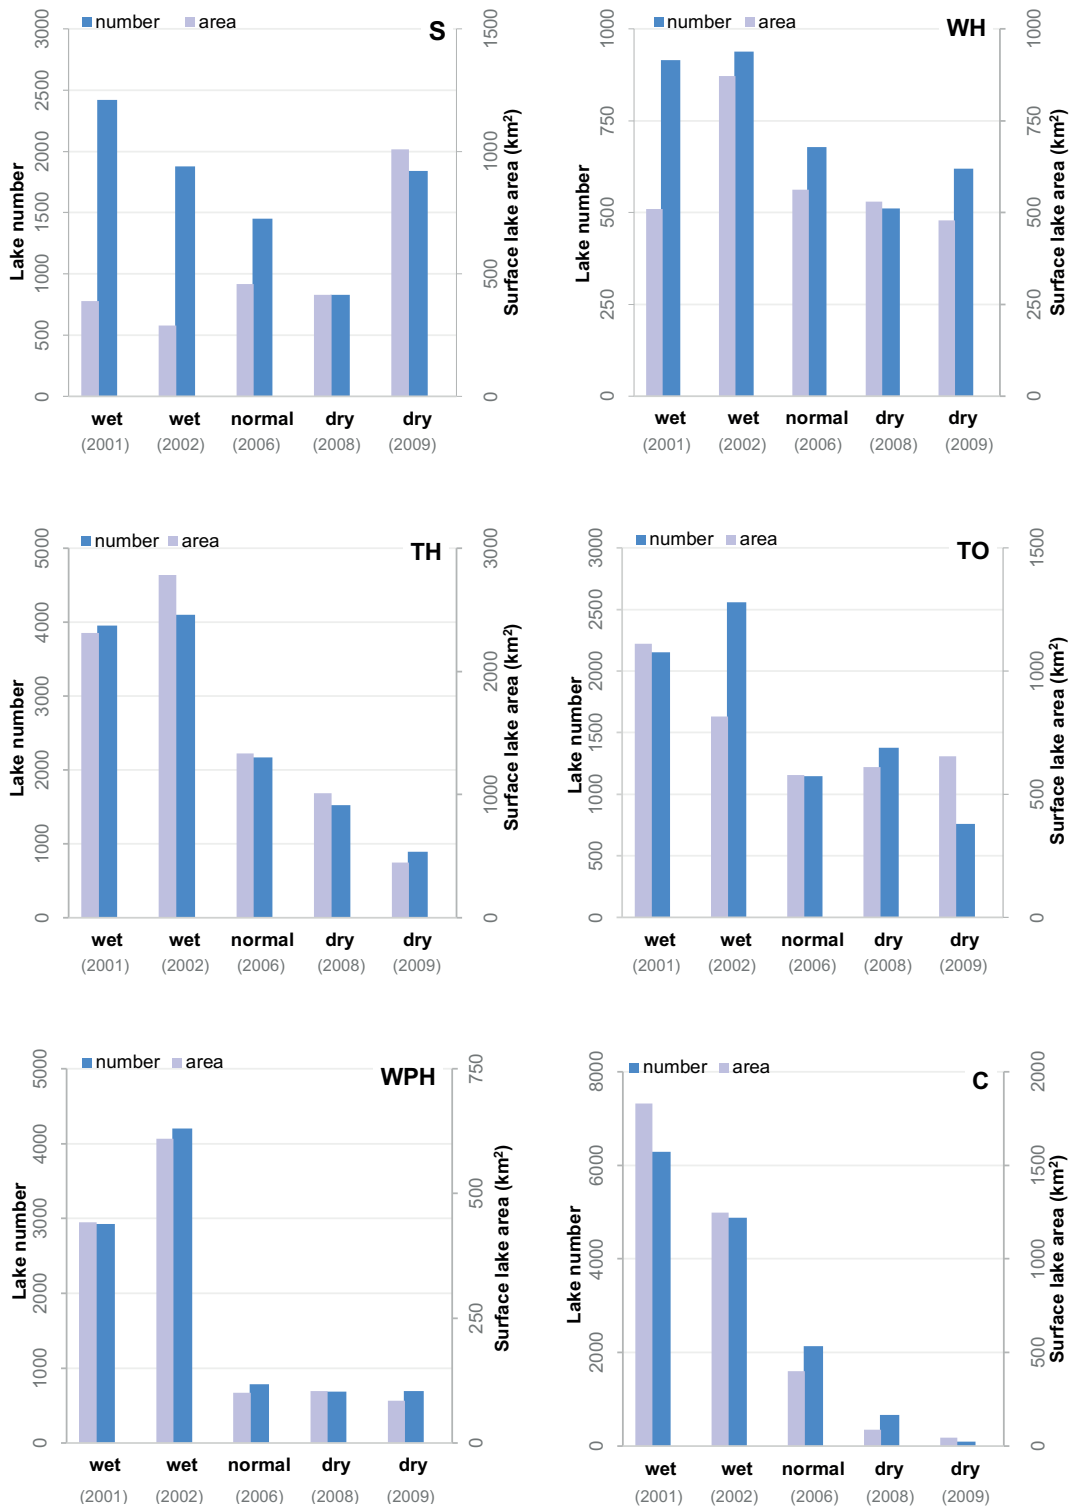 number area
S
3000
2500
2000
1500
1000
500
0
Lake number
1500
1000
500
0
Surface lake area (km²)
wet wet normal dry dry
(2001) (2002) (2006) (2008) (2009)
number area
WH
1000
750
500
250
0
Lake number
1000
750
500
250
0
Surface lake area (km²)
wet wet normal dry dry
(2001) (2002) (2006) (2008) (2009)
number area
TH
5000
4000
3000
2000
1000
0
Lake number
3000
2000
1000
0
Surface lake area (km²)
wet wet normal dry dry
(2001) (2002) (2006) (2008) (2009)
number area
TO
3000
2500
2000
1500
1000
500
0
Lake number
1500
1000
500
0
Surface lake area (km²)
wet wet normal dry dry
(2001) (2002) (2006) (2008) (2009)
number area
WPH
5000
4000
3000
2000
1000
0
Lake number
750
500
250
0
Surface lake area (km²)
wet wet normal dry dry
(2001) (2002) (2006) (2008) (2009)
number area
C
8000
6000
4000
2000
0
Lake number
2000
1500
1000
500
0
Surface lake area (km²)
wet wet normal dry dry
(2001) (2002) (2006) (2008) (2009)